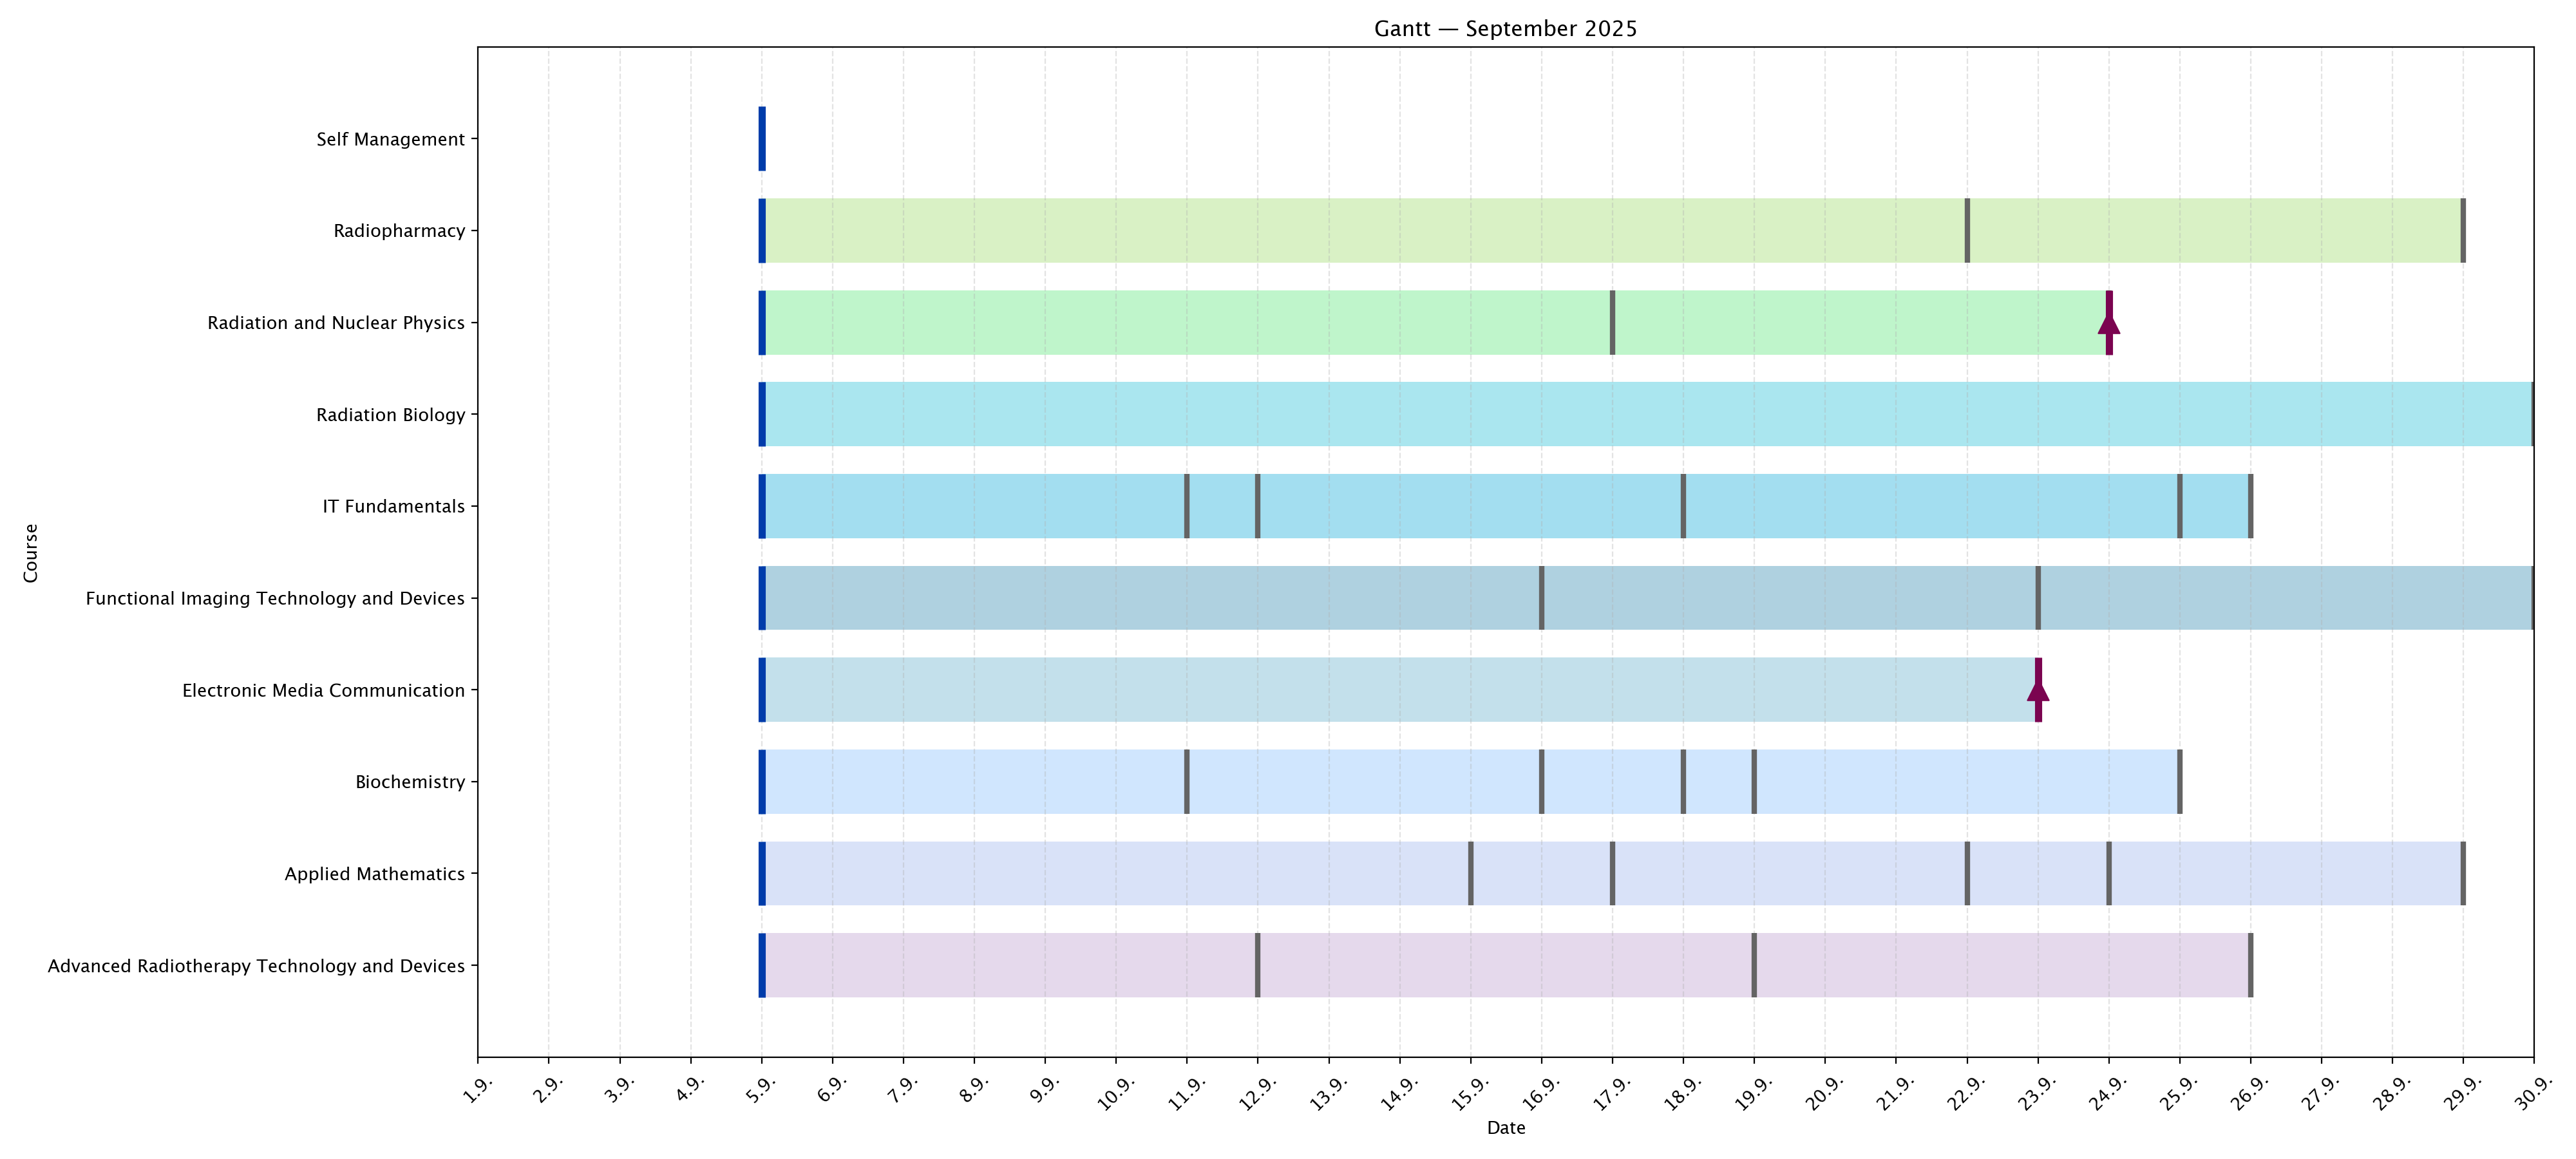 Gantt — September 2025
Self Management
Radiopharmacy
Radiation and Nuclear Physics
Radiation Biology
IT Fundamentals
Functional Imaging Technology and Devices
Electronic Media Communication
Biochemistry
Applied Mathematics
Advanced Radiotherapy Technology and Devices
Course
1.9. 2.9. 3.9. 4.9. 5.9. 6.9. 7.9. 8.9. 9.9. 10.9. 11.9. 12.9. 13.9. 14.9. 15.9. 16.9. 17.9. 18.9. 19.9. 20.9. 21.9. 22.9. 23.9. 24.9. 25.9. 26.9. 27.9. 28.9. 29.9. 30.9.
Date